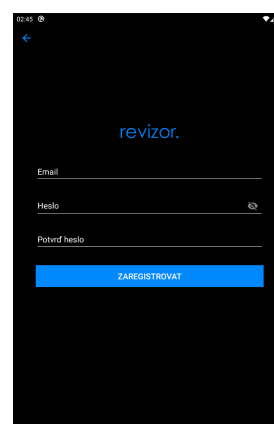 02:45
revizor.
Email
Heslo
Potvrď heslo
ZAREGISTROVAT